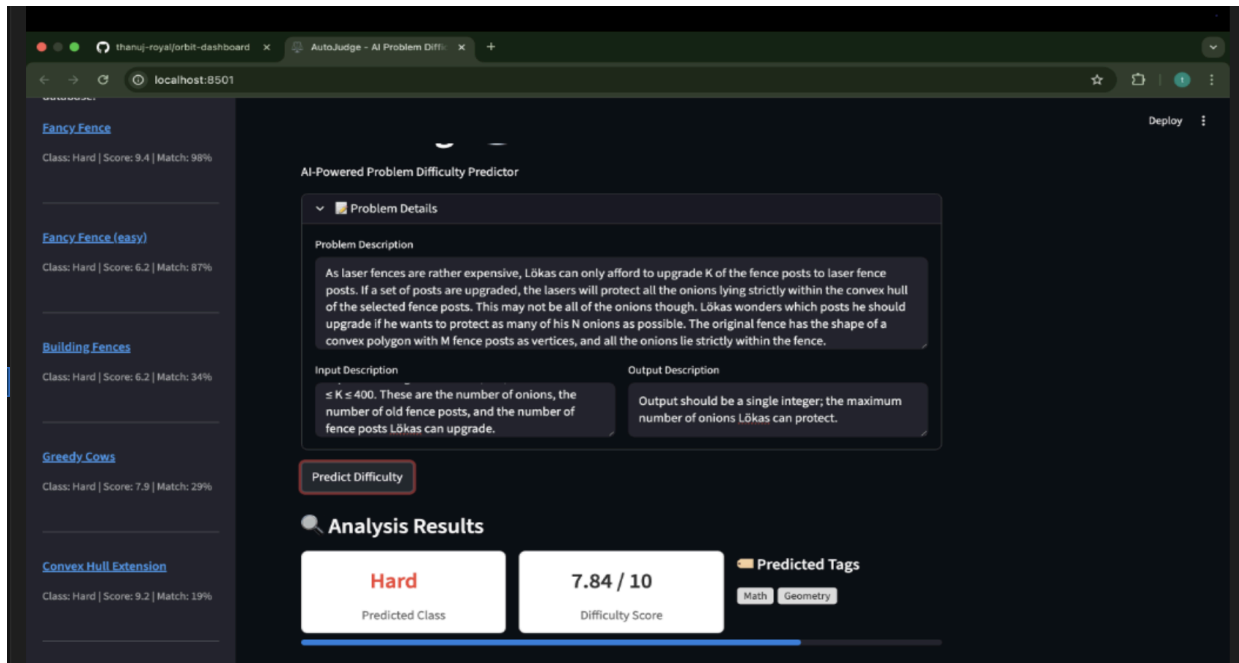 thanuj-royal/orbit-dashboard
AutoJudge - AI Problem Diffi
localhost:8501
t
database.
Fancy Fence
Class: Hard | Score: 9.4 | Match: 98%
Fancy Fence (easy)
Class: Hard | Score: 6.2 | Match: 87%
Building Fences
Class: Hard | Score: 6.2 | Match: 34%
Greedy Cows
Class: Hard | Score: 7.9 | Match: 29%
Convex Hull Extension
Class: Hard | Score: 9.2 | Match: 19%
Deploy
AI-Powered Problem Difficulty Predictor
Problem Details
Problem Description
As laser fences are rather expensive, Lökas can only afford to upgrade K of the fence posts to laser fence
posts. If a set of posts are upgraded, the lasers will protect all the onions lying strictly within the convex hull
of the selected fence posts. This may not be all of the onions though. Lökas wonders which posts he should
upgrade if he wants to protect as many of his N onions as possible. The original fence has the shape of a
convex polygon with M fence posts as vertices, and all the onions lie strictly within the fence.
Input Description
≤ K ≤ 400. These are the number of onions, the
number of old fence posts, and the number of
fence posts Lökas can upgrade.
Output Description
Output should be a single integer; the maximum
number of onions Lökas can protect.
Predict Difficulty
Analysis Results
Hard
Predicted Class
7.84 / 10
Difficulty Score
Predicted Tags
Math Geometry